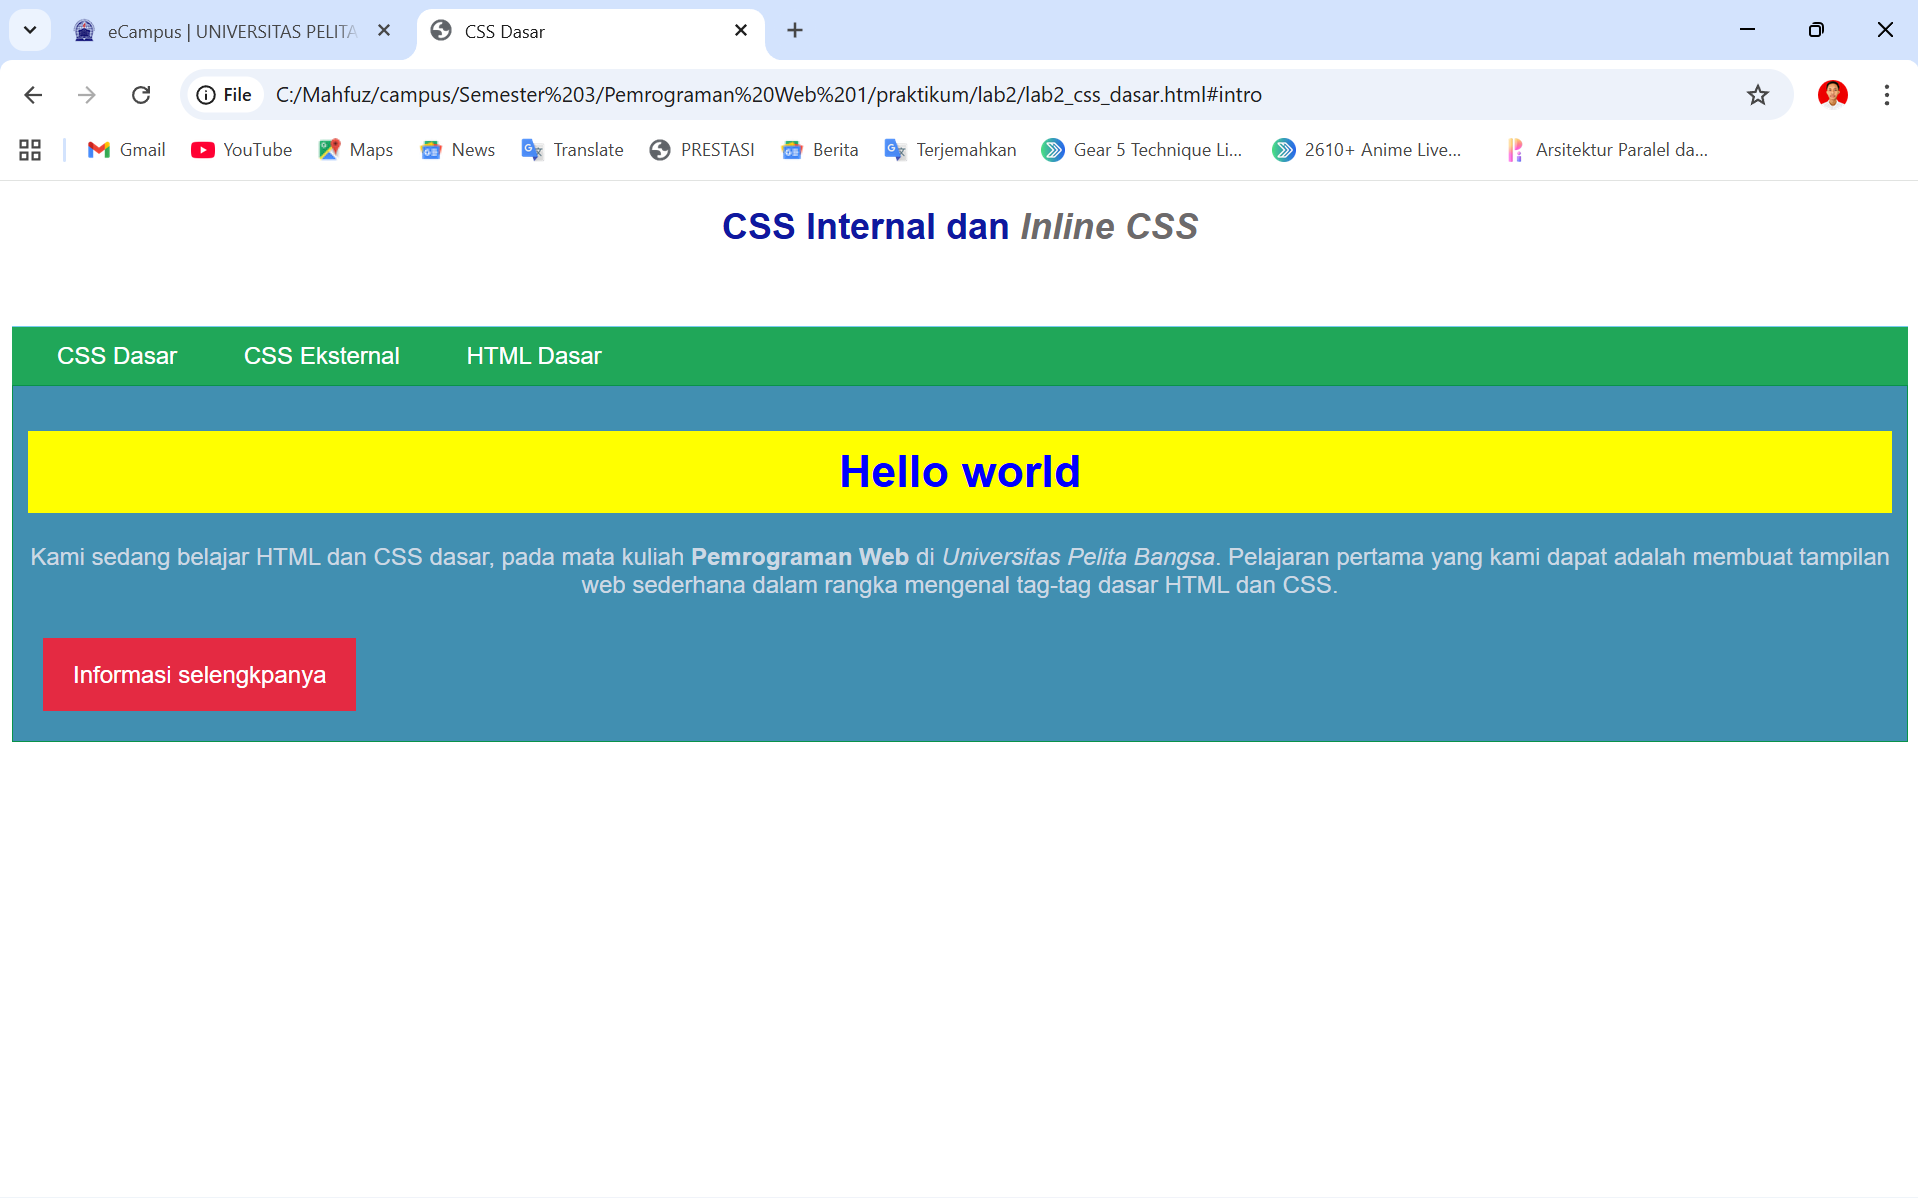 eCampus | UNIVERSITAS PELITA
CSS Dasar
File
C:/Mahfuz/campus/Semester%203/Pemrograman%20Web%201/praktikum/lab2/lab2_css_dasar.html#intro
Gmail
YouTube
Maps
News
Translate
PRESTASI
Berita
Terjemahkan
Gear 5 Technique Li...
2610+ Anime Live...
Arsitektur Paralel da...
CSS Internal dan Inline CSS
CSS Dasar
CSS Eksternal
HTML Dasar
Hello world
Kami sedang belajar HTML dan CSS dasar, pada mata kuliah Pemrograman Web di Universitas Pelita Bangsa. Pelajaran pertama yang kami dapat adalah membuat tampilan
web sederhana dalam rangka mengenal tag-tag dasar HTML dan CSS.
Informasi selengkpanya